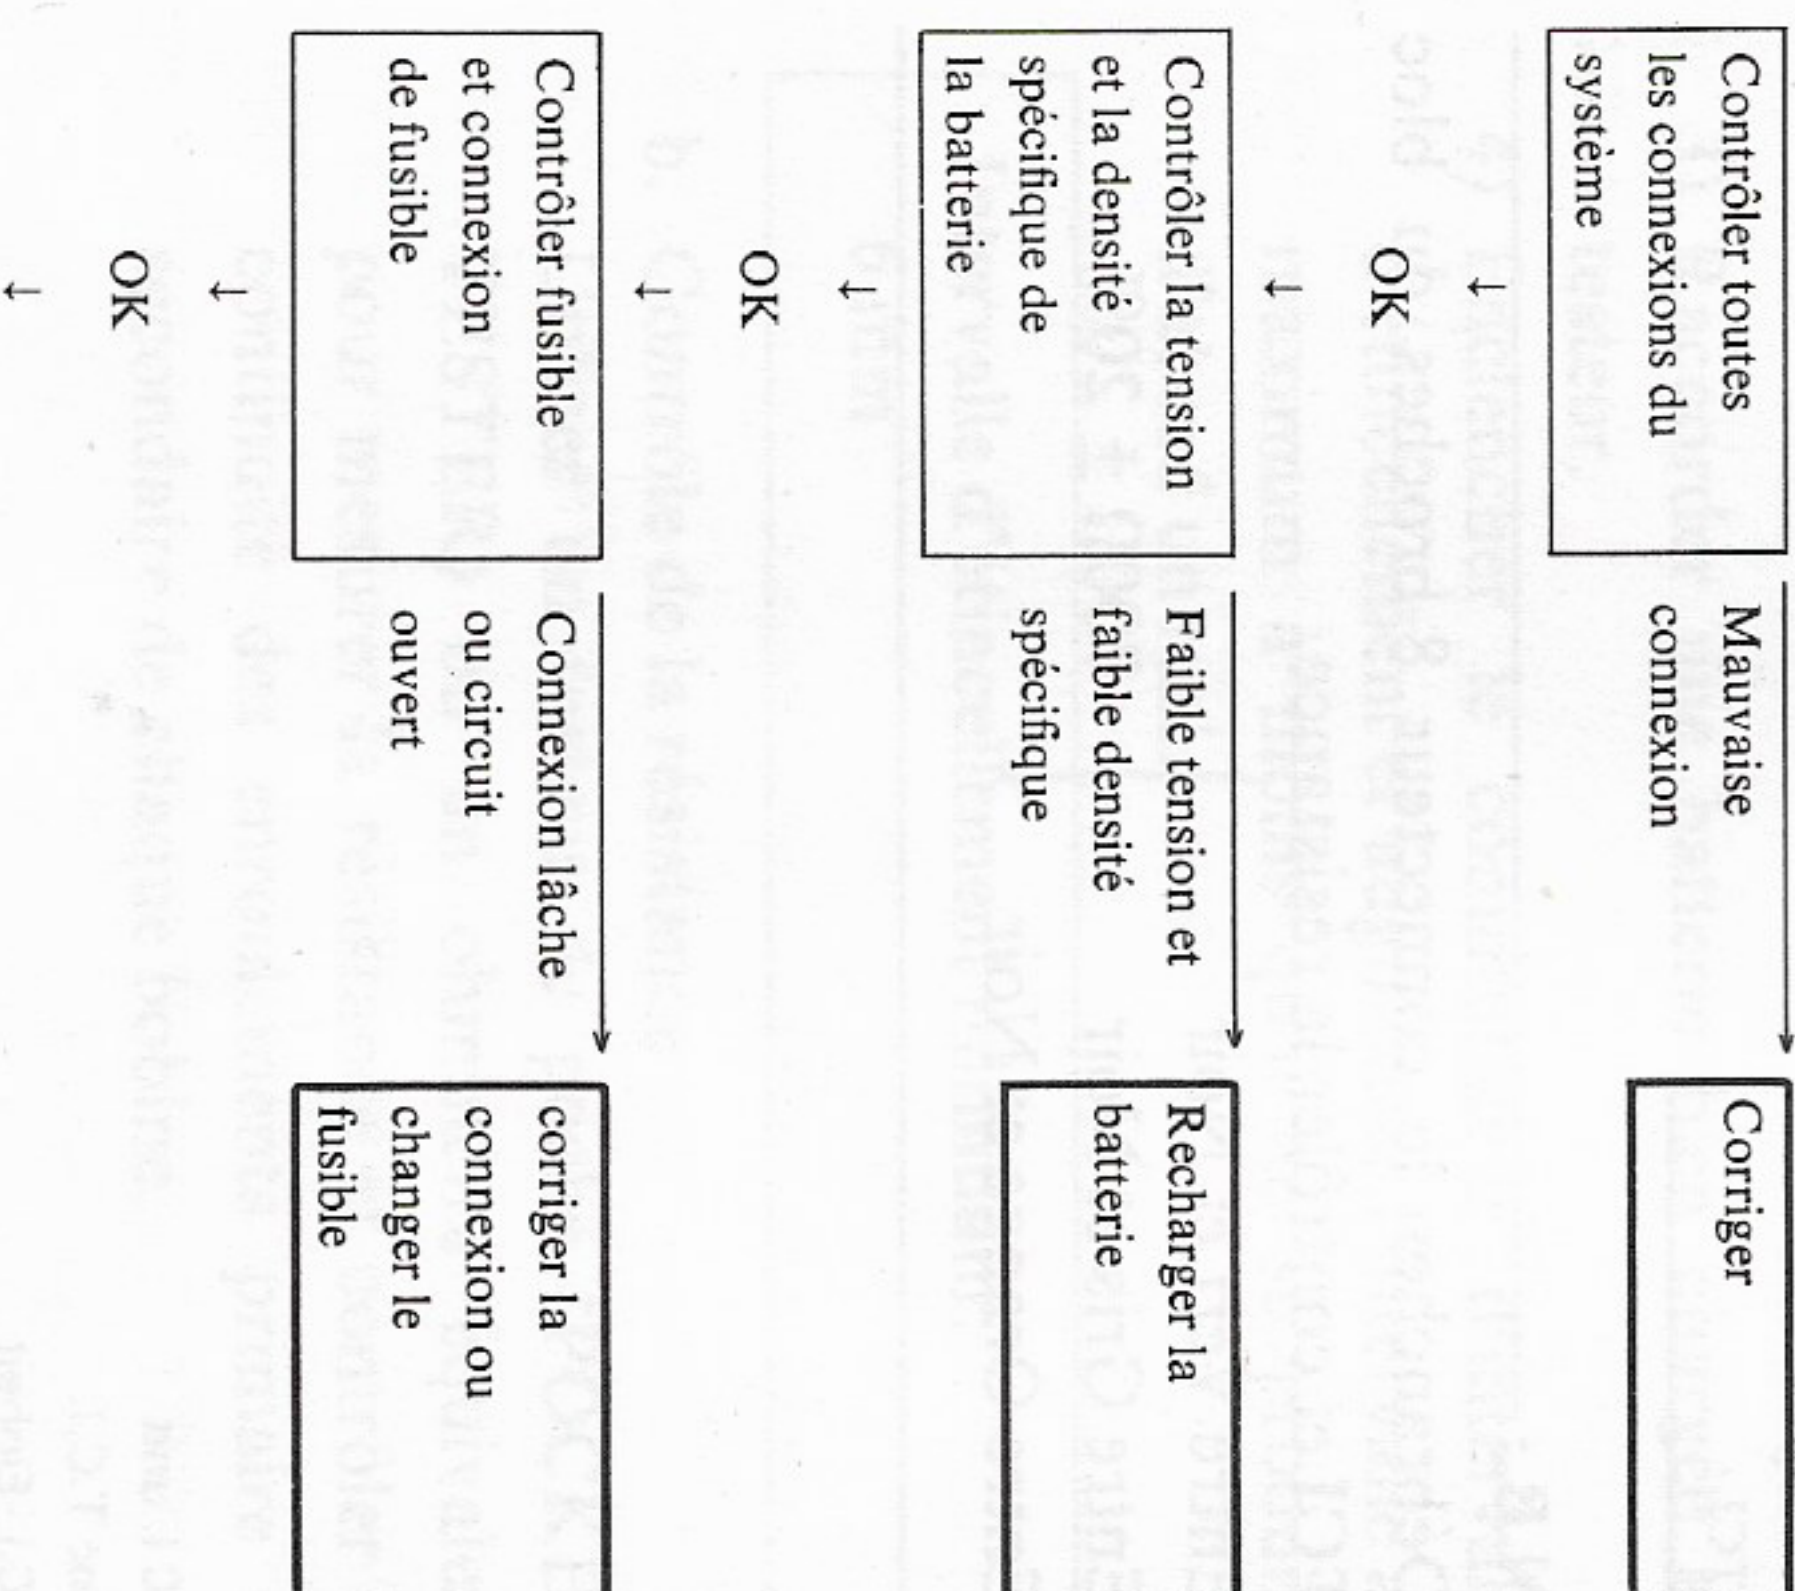 Contrôler toutes
les connexions du
système
Mauvaise
connexion
Corriger
↓
OK
↓
Contrôler la tension
et la densité
spécifique de
la batterie
Faible tension et
faible densité
spécifique
Recharger la
batterie
↓
OK
↓
Contrôler fusible
et connexion
de fusible
Connexion lâche
ou circuit
ouvert
corriger la
connexion ou
changer le
fusible
↓
OK
↓